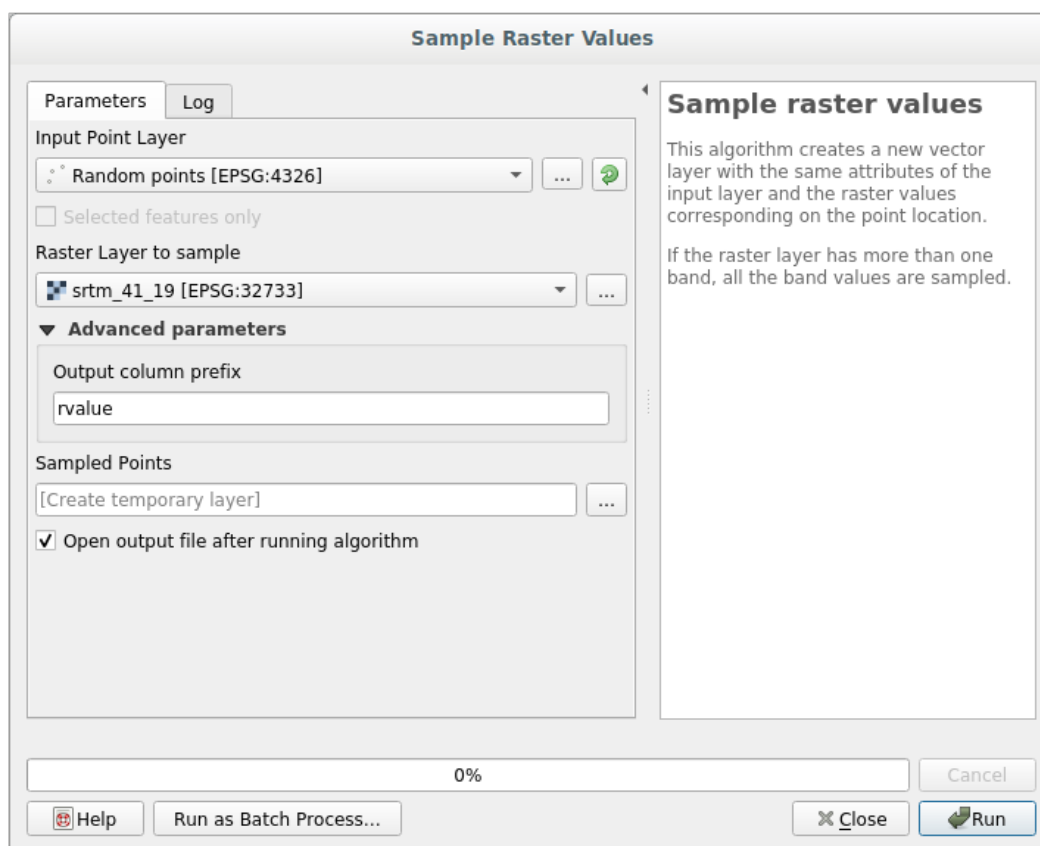 Sample Raster Values
Parameters
Log
Input Point Layer
Random points [EPSG:4326]
...
Selected features only
Raster Layer to sample
srtm_41_19 [EPSG:32733]
...
Advanced parameters
Output column prefix
rvalue
Sampled Points
[Create temporary layer]
...
Open output file after running algorithm
Sample raster values
This algorithm creates a new vector
layer with the same attributes of the
input layer and the raster values
corresponding on the point location.
If the raster layer has more than one
band, all the band values are sampled.
0%
Cancel
Help
Run as Batch Process...
Close
Run